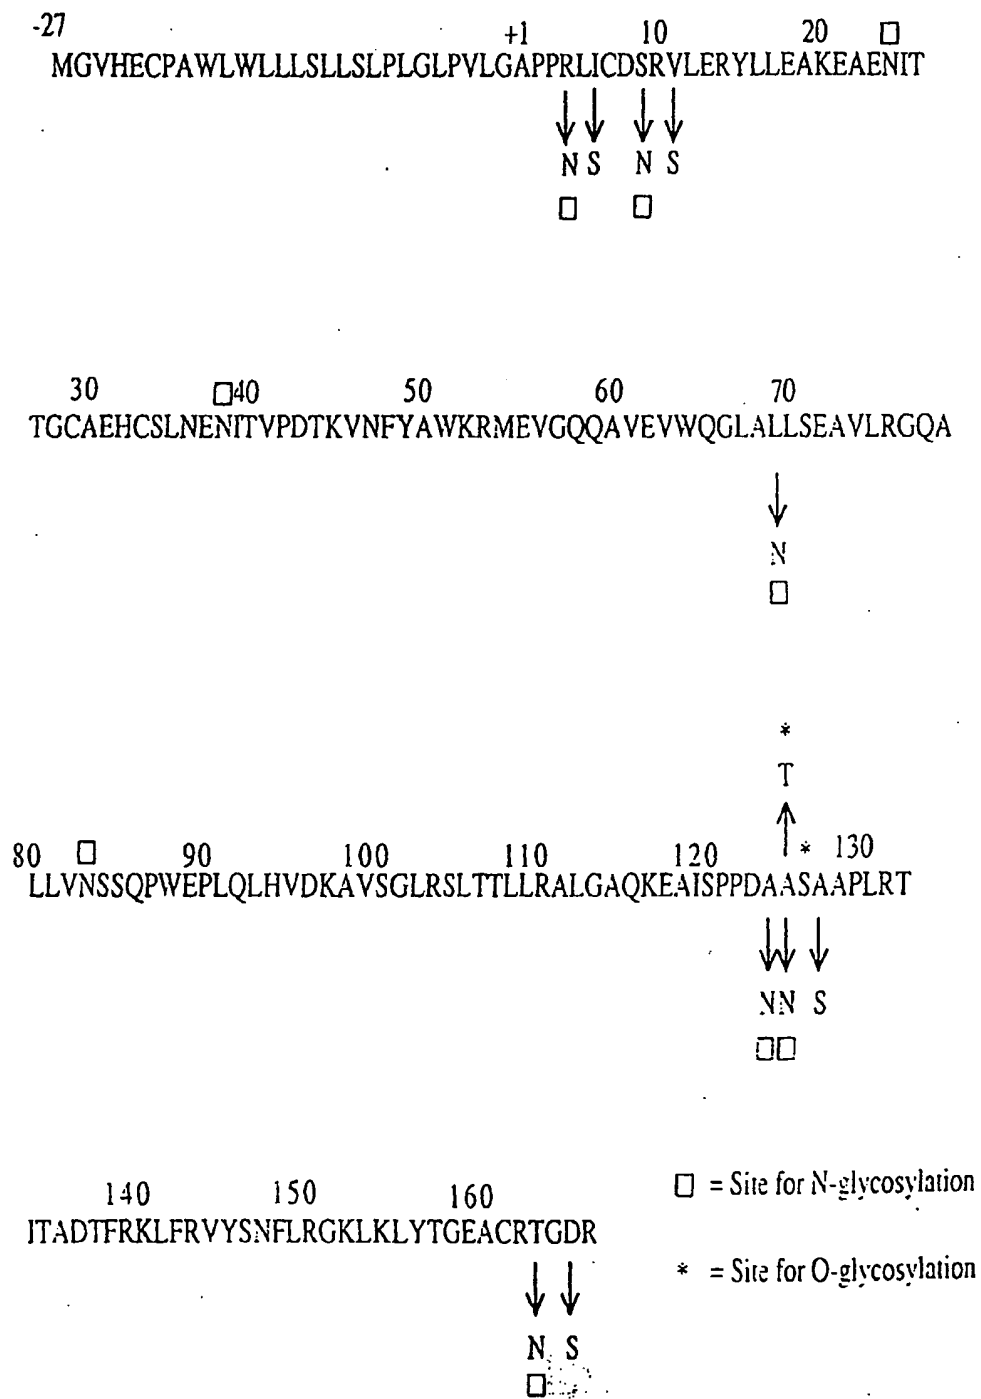 -27 +1 10 20 □
MGVHECPAWLWLLLSLLSLPLGLPVLGAPPRLICDSRVLERYLLEAKEAENIT
↓ ↓ ↓ ↓
N S N S
□ □
30 □40 50 60 70
TGCAEHCSLNENITVPDTKVNFYAWKRMEVGQQAVEVWQGLALLSEAVLRGQA
↓
N
□
*
T
↑
80 □ 90 100 110 120 * 130
LLVNSSQPWEPLQLHVDKAVSGLRSLTTLLRALGAQKEAISPPDAASAAPLRT
↓ ↓ ↓
NN S
□□
140 150 160
ITADTFRKLFRVYSNFLRGKLKLYTGEACRTGDR
↓ ↓
N S
□
□ = Site for N-glycosylation
* = Site for O-glycosylation